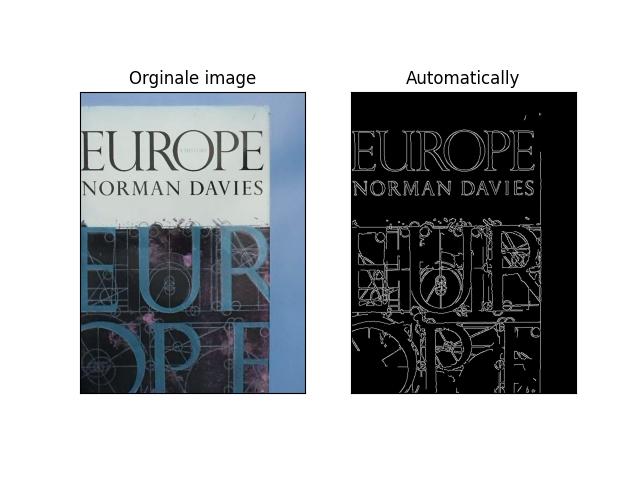 Orginale image
Automatically
EUROPE
A HISTORY
NORMAN DAVIES
EUR
OPE
EUROPE
NORMAN DAVIES
EUR
OPE